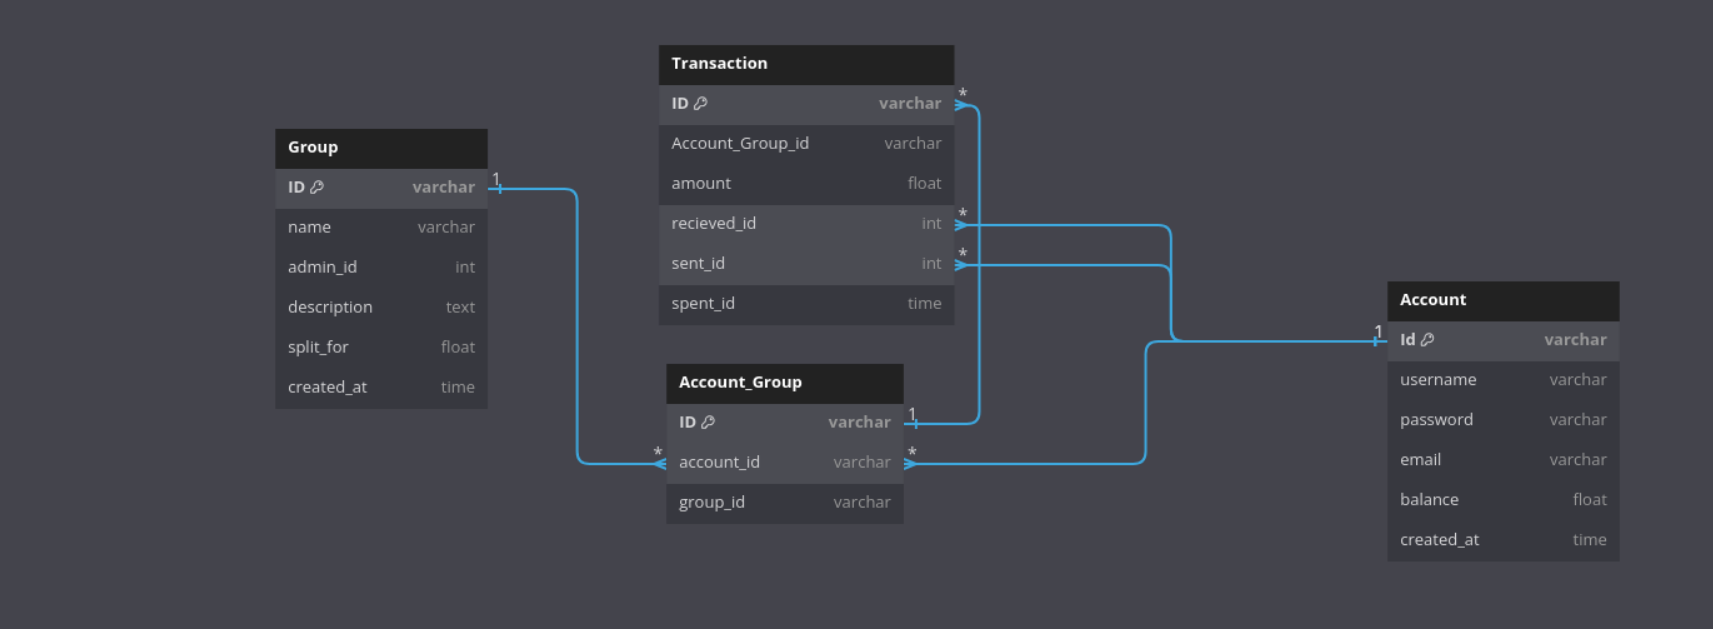 Group
ID varchar
name varchar
admin_id int
description text
split_for float
created_at time
Transaction
ID varchar
Account_Group_id varchar
amount float
recieved_id int
sent_id int
spent_id time
Account_Group
ID varchar
account_id varchar
group_id varchar
Account
Id varchar
username varchar
password varchar
email varchar
balance float
created_at time
1
*
*
*
*
1
*
1